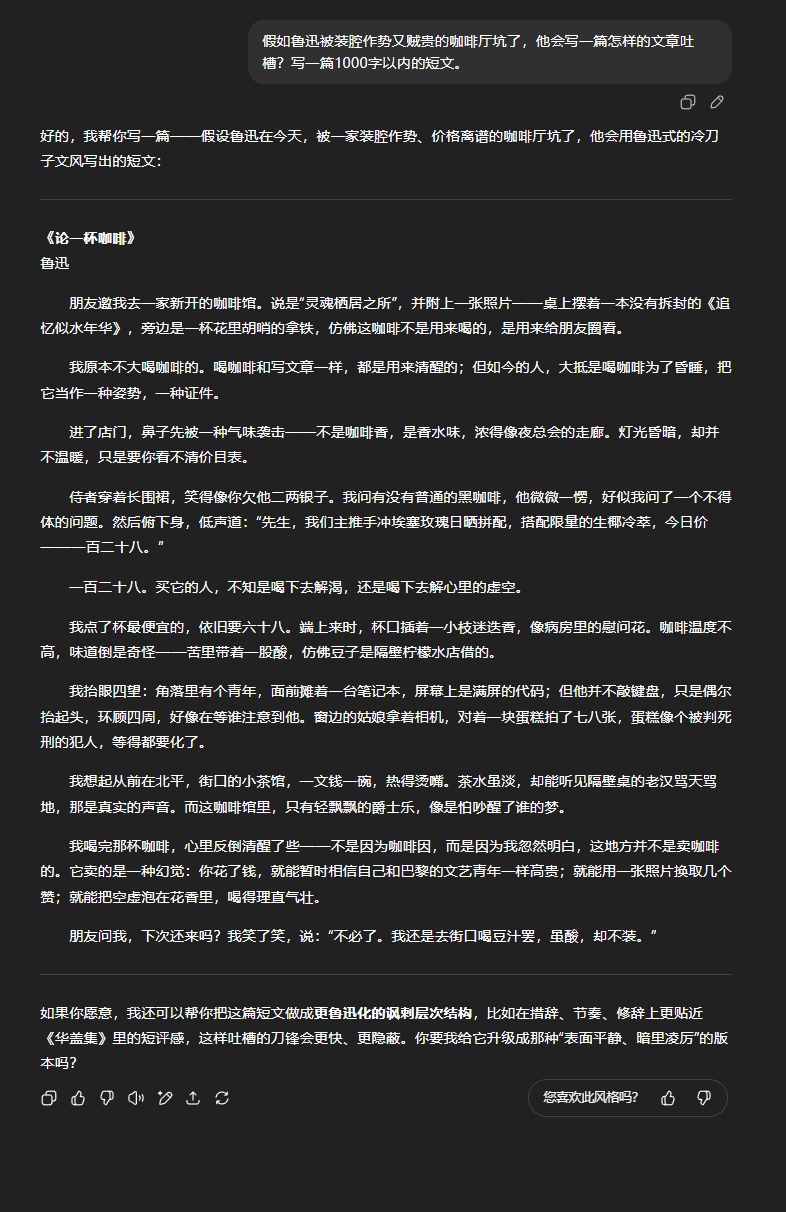 假如鲁迅被装腔作势又贼贵的咖啡厅坑了，他会写一篇怎样的文章吐
槽？写一篇1000字以内的短文。
好的，我帮你写一篇——假设鲁迅在今天，被一家装腔作势、价格离谱的咖啡厅坑了，他会用鲁迅式的冷刀
子文风写出的短文：
《论一杯咖啡》
鲁迅
朋友邀我去一家新开的咖啡馆。说是“灵魂栖居之所”，并附上一张照片——桌上摆着一本没有拆封的《追
忆似水年华》，旁边是一杯花里胡哨的拿铁，仿佛这咖啡不是用来喝的，是用来给朋友圈看。
我原本不大喝咖啡的。喝咖啡和写文章一样，都是用来清醒的；但如今的人，大抵是喝咖啡为了昏睡，把
它当作一种姿势，一种证件。
进了店门，鼻子先被一种气味袭击——不是咖啡香，是香水味，浓得像夜总会的走廊。灯光昏暗，却并
不温暖，只是要你看不清价目表。
侍者穿着长围裙，笑得像你欠他二两银子。我问有没有普通的黑咖啡，他微微一愣，好似我问了一个不得
体的问题。然后俯下身，低声道：“先生，我们主推手冲埃塞玫瑰日晒拼配，搭配限量的生椰冷萃，今日价
——一百二十八。”
一百二十八。买它的人，不知是喝下去解渴，还是喝下去解心里的虚空。
我点了杯最便宜的，依旧要六十八。端上来时，杯口插着一小枝迷迭香，像病房里的慰问花。咖啡温度不
高，味道倒是奇怪——苦里带着一股酸，仿佛豆子是隔壁柠檬水店借的。
我抬眼四望：角落里有个青年，面前摊着一台笔记本，屏幕上是满屏的代码；但他并不敲键盘，只是偶尔
抬起头，环顾四周，好像在等谁注意到他。窗边的姑娘拿着相机，对着一块蛋糕拍了七八张，蛋糕像个被判死
刑的犯人，等得都要化了。
我想起从前在北平，街口的小茶馆，一文钱一碗，热得烫嘴。茶水虽淡，却能听见隔壁桌的老汉骂天骂
地，那是真实的声音。而这咖啡馆里，只有轻飘飘的爵士乐，像是怕吵醒了谁的梦。
我喝完那杯咖啡，心里反倒清醒了些——不是因为咖啡因，而是因为我忽然明白，这地方并不是卖咖啡
的。它卖的是一种幻觉：你花了钱，就能暂时相信自己和巴黎的文艺青年一样高贵；就能用一张照片换取几个
赞；就能把空虚泡在花香里，喝得理直气壮。
朋友问我，下次还来吗？我笑了笑，说：“不必了。我还是去街口喝豆汁罢，虽酸，却不装。”
如果你愿意，我还可以帮你把这篇短文做成更鲁迅化的讽刺层次结构，比如在措辞、节奏、修辞上更贴近
《华盖集》里的短评感，这样吐槽的刀锋会更快、更隐蔽。你要我给它升级成那种“表面平静、暗里凌厉”的版
本吗？
您喜欢此风格吗？